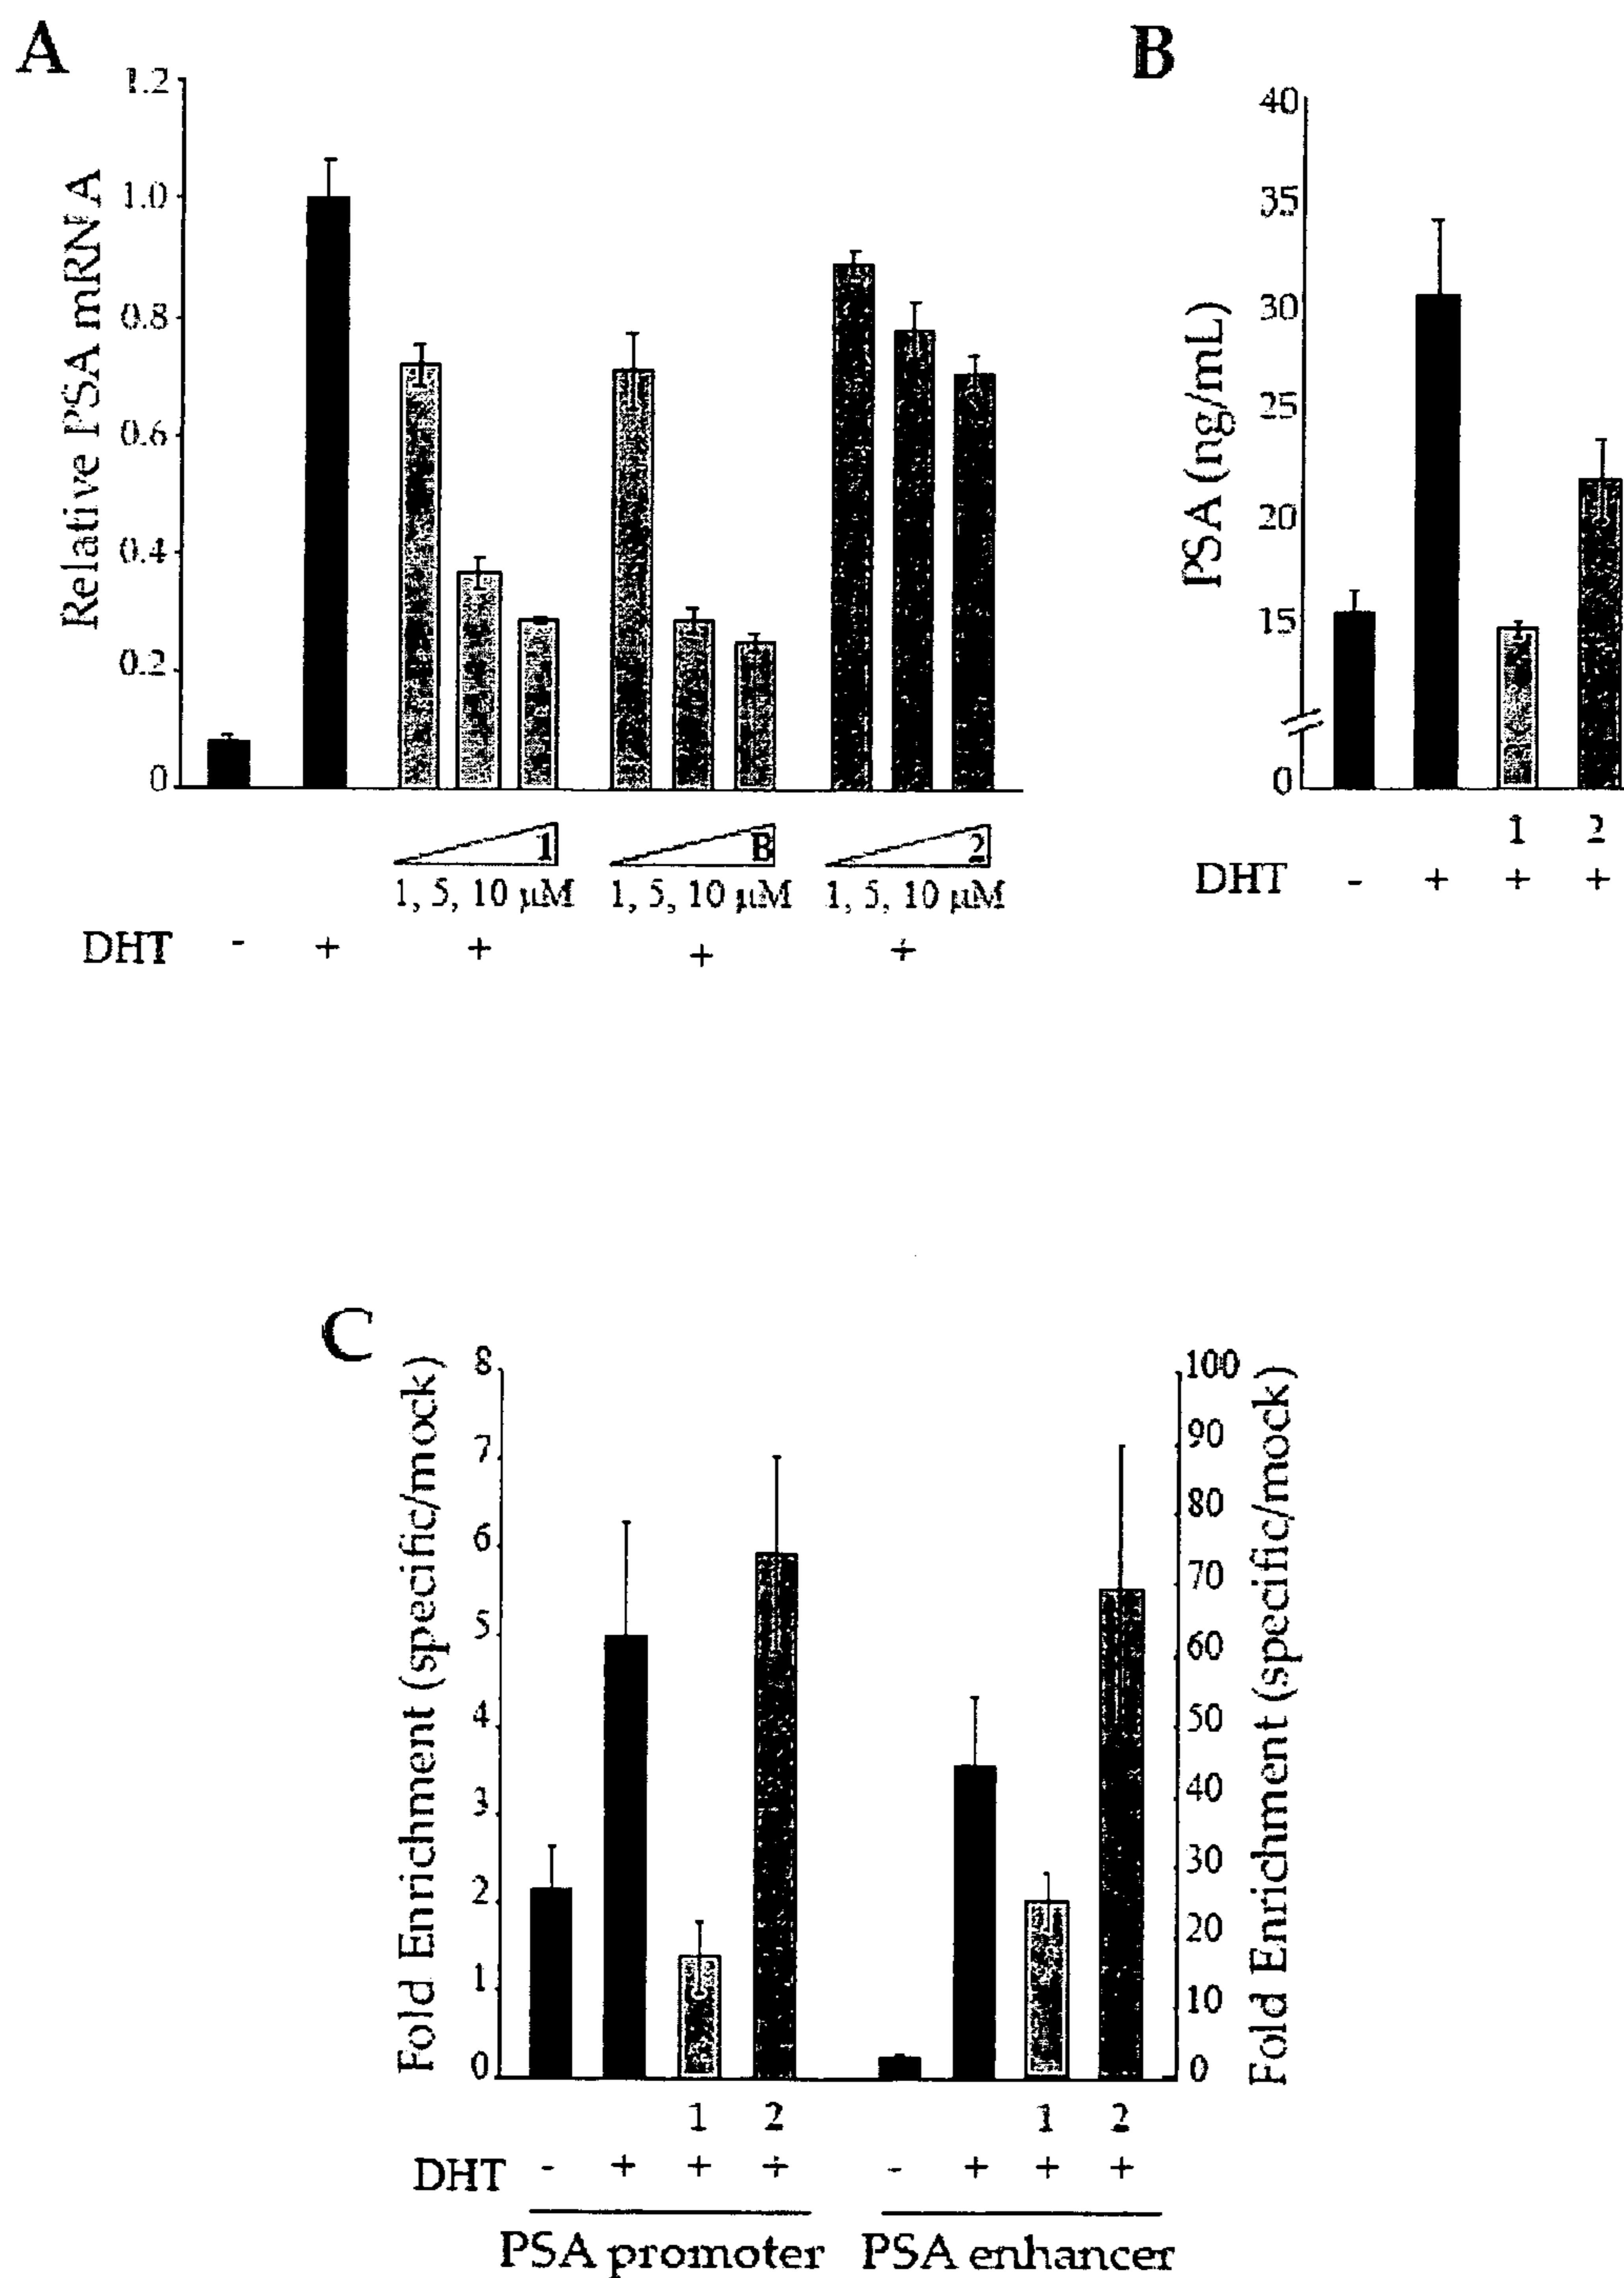 A
Relative PSA mRNA
1.2
1.0
0.8
0.6
0.4
0.2
0
1 B 2
1, 5, 10 µM 1, 5, 10 µM 1, 5, 10 µM
DHT - + + + +
B
PSA (ng/mL)
40
35
30
25
20
15
0
1 2
DHT - + + +
C
Fold Enrichment (specific/mock)
8
7
6
5
4
3
2
1
0
100
90
80
70
60
50
40
30
20
10
0
Fold Enrichment (specific/mock)
1 2 1 2
DHT - + + + - + + +
PSA promoter PSA enhancer